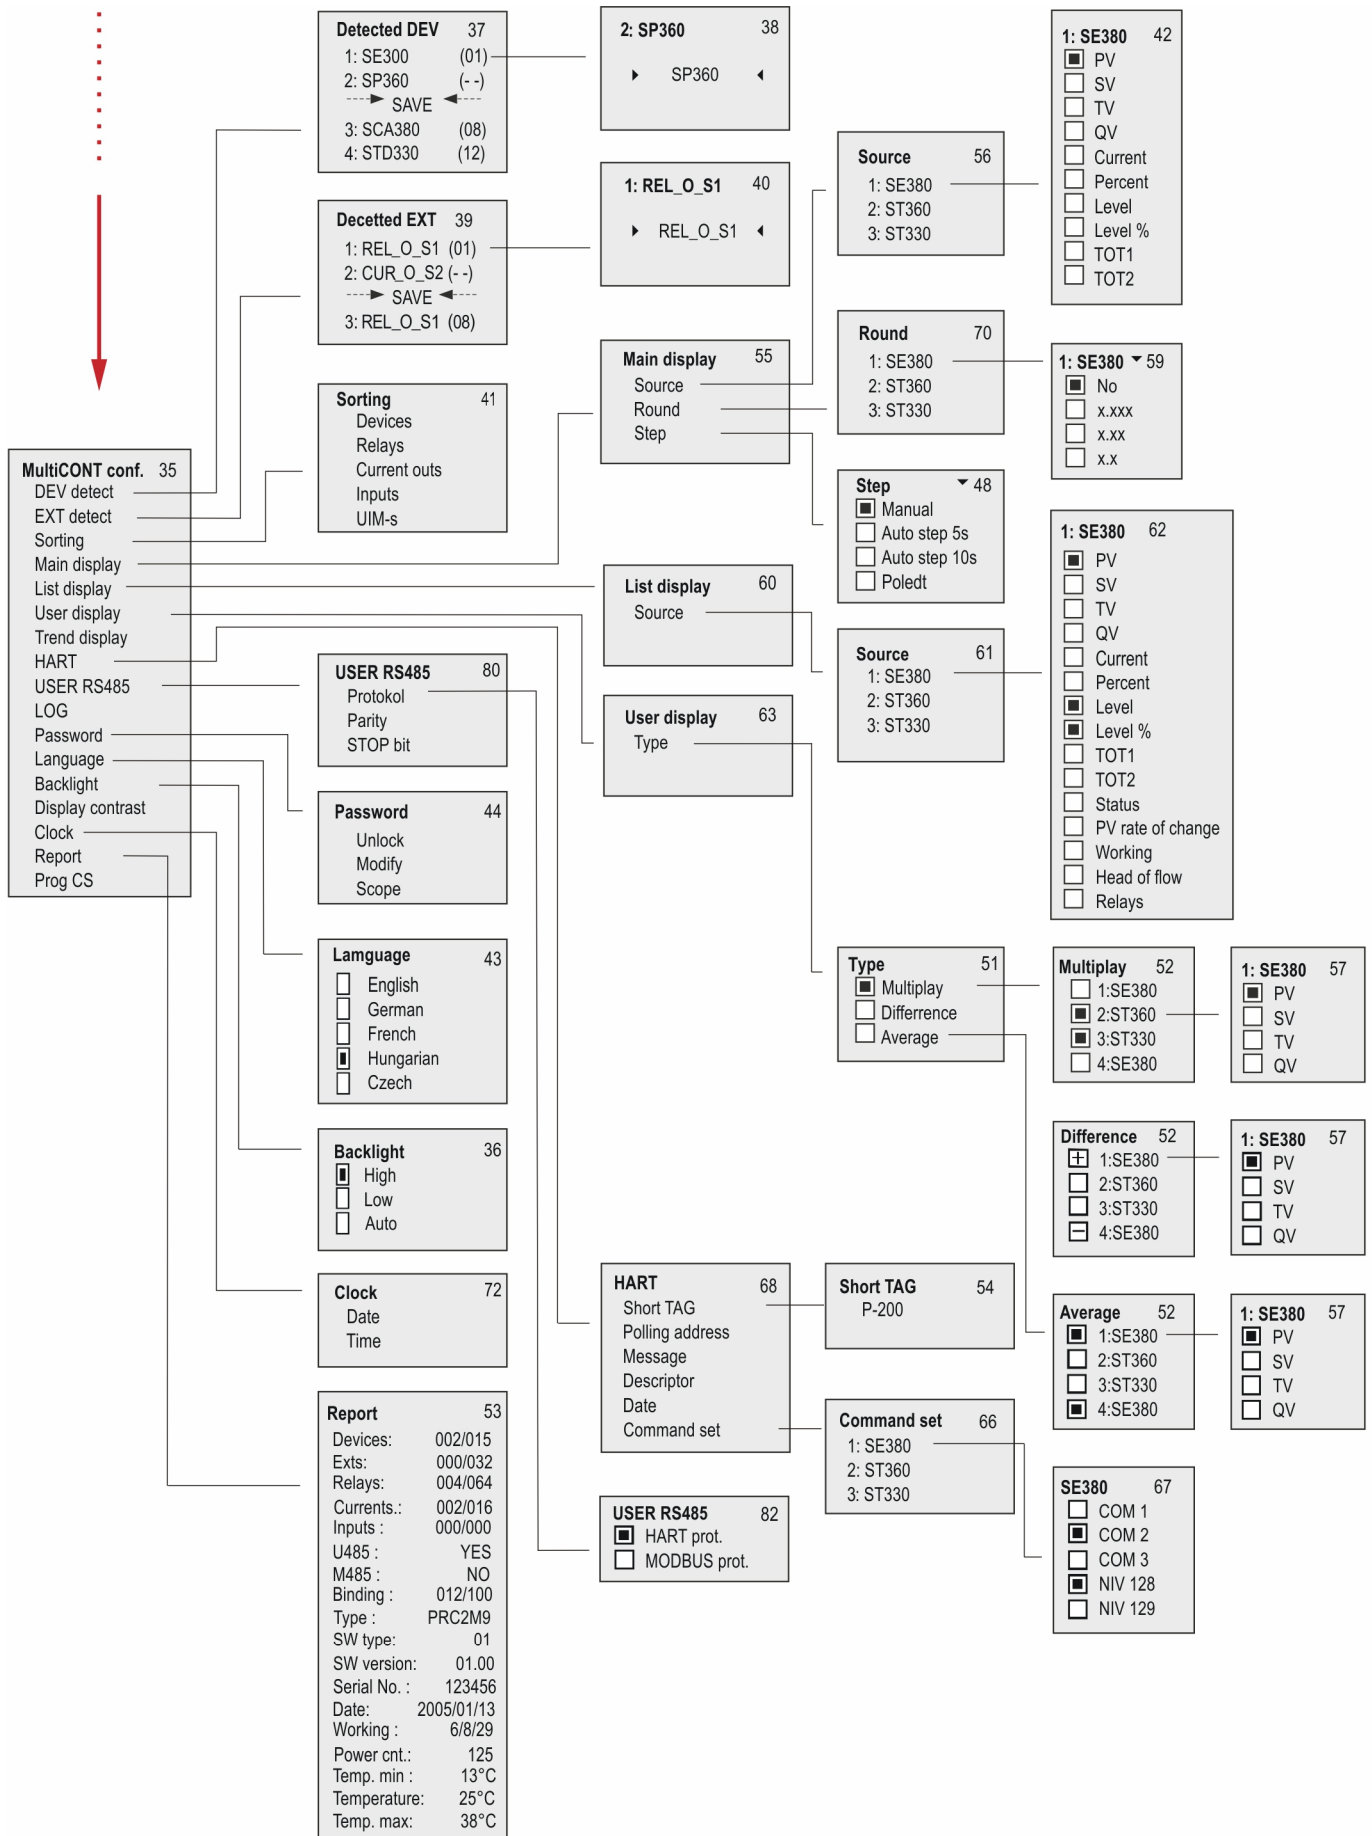 MultiCONT conf. 35
DEV detect
EXT detect
Sorting
Main display
List display
User display
Trend display
HART
USER RS485
LOG
Password
Language
Backlight
Display contrast
Clock
Report
Prog CS
Detected DEV 37
1: SE300 (01)
2: SP360 (- -)
SAVE
3: SCA380 (08)
4: STD330 (12)
Decetted EXT 39
1: REL_O_S1 (01)
2: CUR_O_S2 (- -)
SAVE
3: REL_O_S1 (08)
Sorting 41
Devices
Relays
Current outs
Inputs
UIM-s
USER RS485 80
Protokol
Parity
STOP bit
Password 44
Unlock
Modify
Scope
Lamguage 43
English
German
French
Hungarian
Czech
Backlight 36
High
Low
Auto
Clock 72
Date
Time
Report 53
Devices: 002/015
Exts: 000/032
Relays: 004/064
Currents.: 002/016
Inputs : 000/000
U485 : YES
M485 : NO
Binding : 012/100
Type : PRC2M9
SW type: 01
SW version: 01.00
Serial No. : 123456
Date: 2005/01/13
Working : 6/8/29
Power cnt.: 125
Temp. min : 13°C
Temperature: 25°C
Temp. max: 38°C
2: SP360 38
SP360
1: REL_O_S1 40
REL_O_S1
Main display 55
Source
Round
Step
List display 60
Source
User display 63
Type
HART 68
Short TAG
Polling address
Message
Descriptor
Date
Command set
USER RS485 82
HART prot.
MODBUS prot.
Source 56
1: SE380
2: ST360
3: ST330
Round 70
1: SE380
2: ST360
3: ST330
Step 48
Manual
Auto step 5s
Auto step 10s
Poledt
Source 61
1: SE380
2: ST360
3: ST330
Type 51
Multiplay
Differrence
Average
Short TAG 54
P-200
Command set 66
1: SE380
2: ST360
3: ST330
1: SE380 42
PV
SV
TV
QV
Current
Percent
Level
Level %
TOT1
TOT2
1: SE380 59
No
x.xxx
x.xx
x.x
1: SE380 62
PV
SV
TV
QV
Current
Percent
Level
Level %
TOT1
TOT2
Status
PV rate of change
Working
Head of flow
Relays
Multiplay 52
1:SE380
2:ST360
3:ST330
4:SE380
1: SE380 57
PV
SV
TV
QV
Difference 52
1:SE380
2:ST360
3:ST330
4:SE380
1: SE380 57
PV
SV
TV
QV
Average 52
1:SE380
2:ST360
3:ST330
4:SE380
1: SE380 57
PV
SV
TV
QV
SE380 67
COM 1
COM 2
COM 3
NIV 128
NIV 129